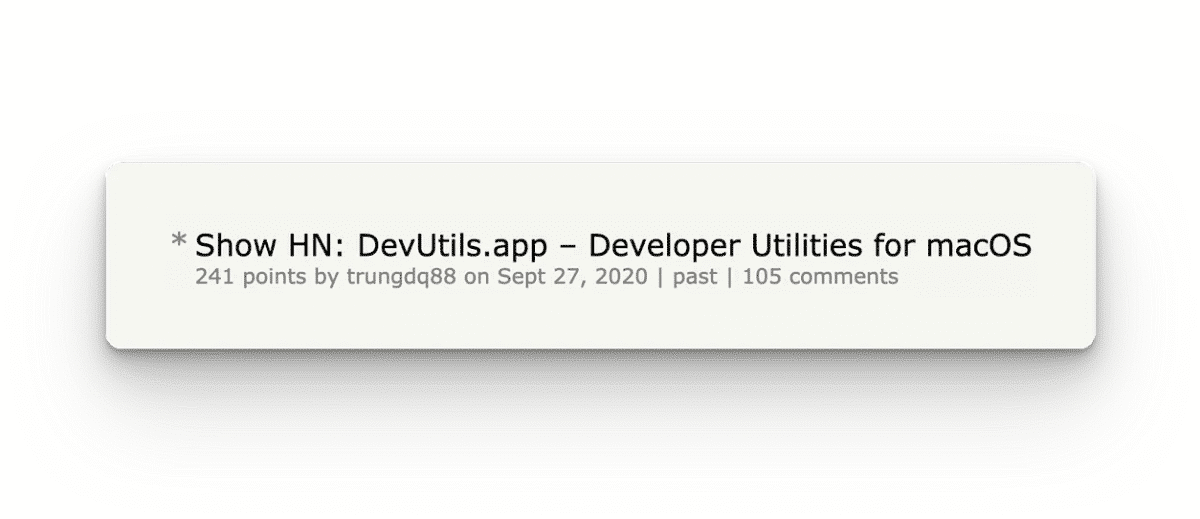 * Show HN: DevUtils.app – Developer Utilities for macOS
241 points by trungdq88 on Sept 27, 2020 | past | 105 comments